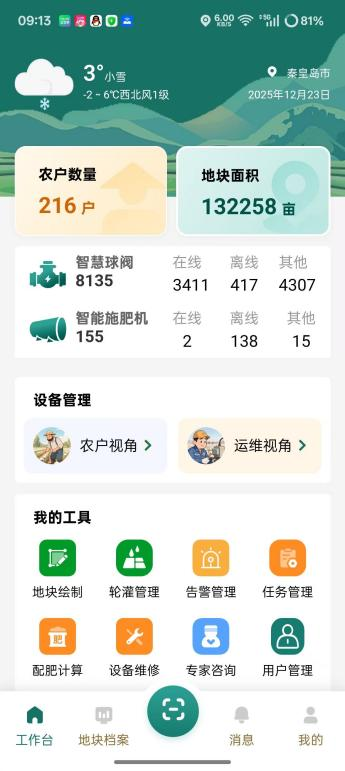 09:13 6.00 KB/S 5G 81%
3° 小雪
秦皇岛市
-2 ~ 6℃西北风1级
2025年12月23日
农户数量
216 户
地块面积
132258 亩
智慧球阀 在线 离线 其他
8135 3411 417 4307
智能施肥机 在线 离线 其他
155 2 138 15
设备管理
农户视角 运维视角
我的工具
地块绘制 轮灌管理 告警管理 任务管理
肥
配肥计算 设备维修 专家咨询 用户管理
工作台 地块档案 消息 我的